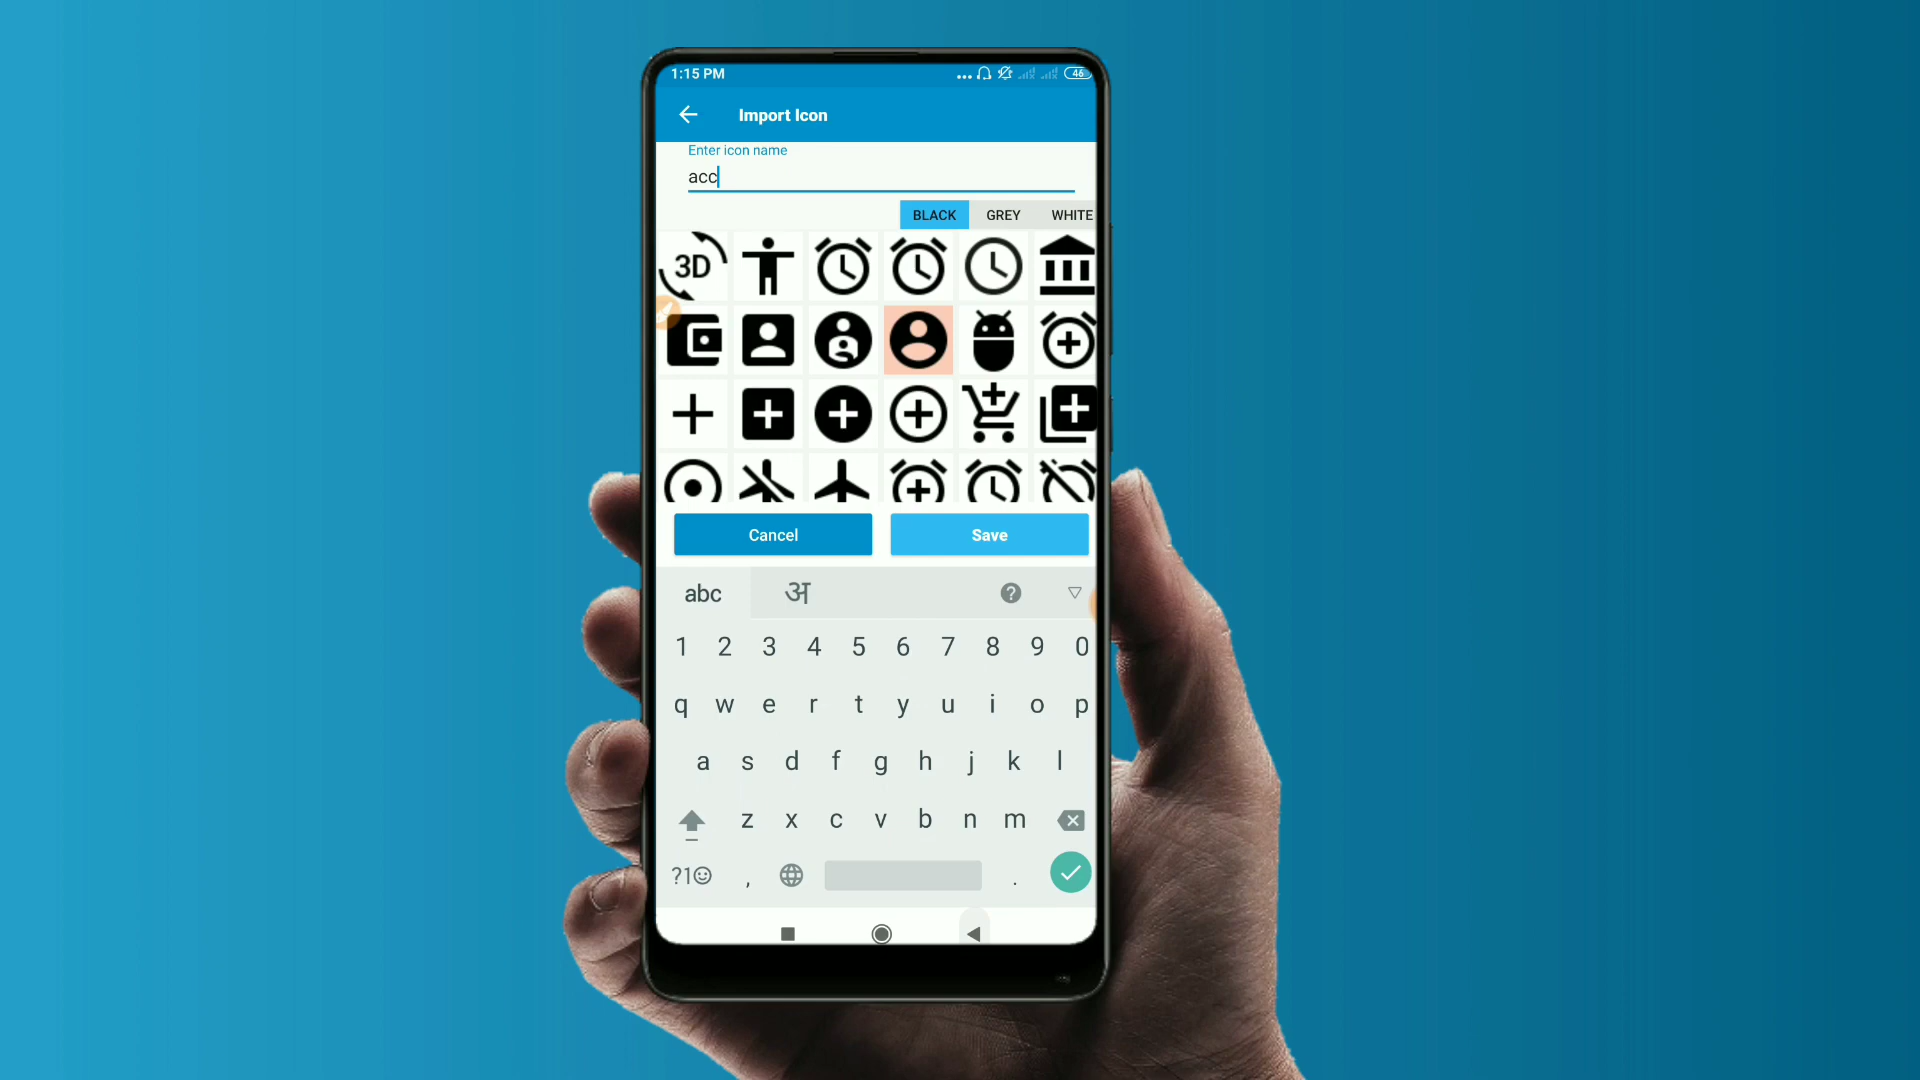 1:15 PM 46
Import Icon
Enter icon name
acc
BLACK GREY WHITE
3D
Cancel Save
abc अ ?
1 2 3 4 5 6 7 8 9 0
q w e r t y u i o p
a s d f g h j k l
z x c v b n m
?1☺ , .